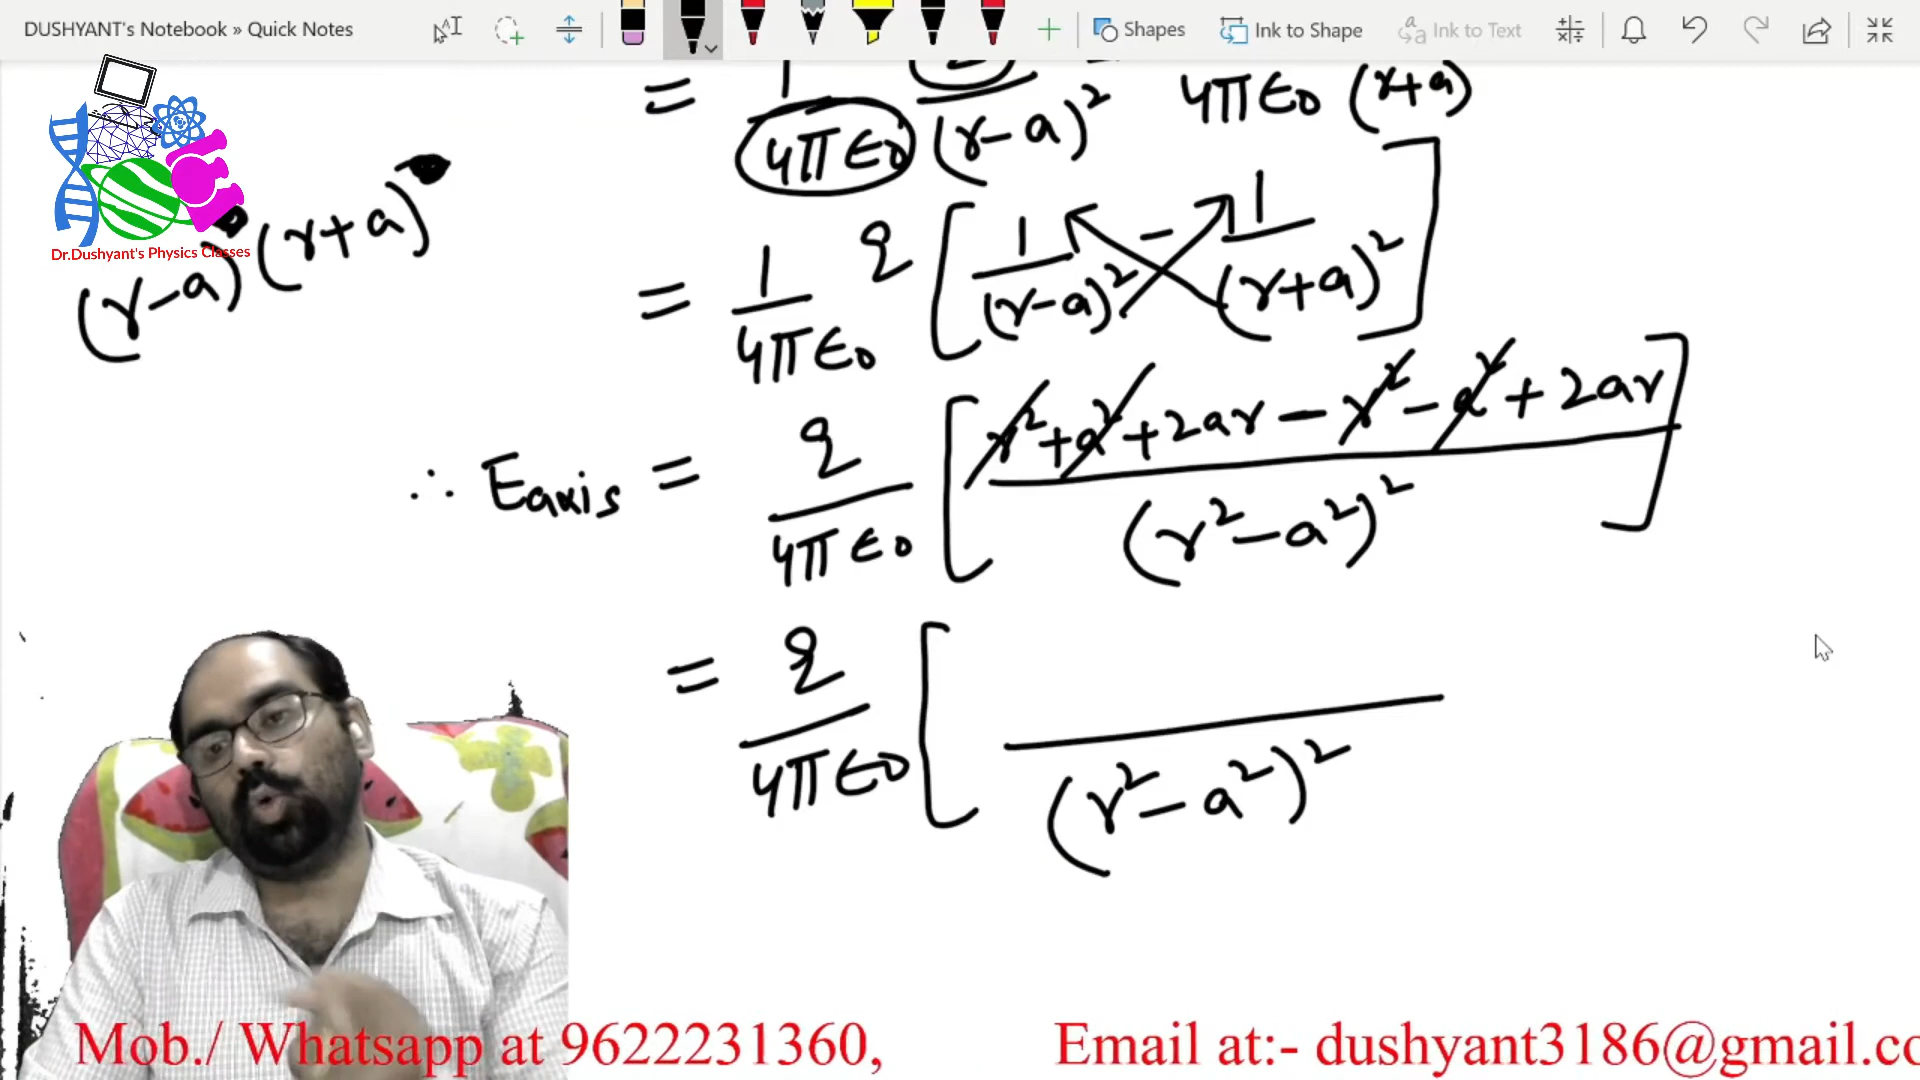 DUSHYANT's Notebook » Quick Notes
Shapes
Ink to Shape
Ink to Text
= 1/4πε0 /(r-a)² 4πε0 (r+a)
Dr.Dushyant's Physics Classes
(r-a) (r+a)
= 1/4πε0 q [1/(r-a)² - 1/(r+a)²]
∴ Eaxis = q/4πε0 [r²+a²+2ar-r²-a²+2ar/(r²-a²)²]
= q/4πε0 [ /(r²-a²)²
Mob./ Whatsapp at 9622231360,
Email at:- dushyant3186@gmail.co